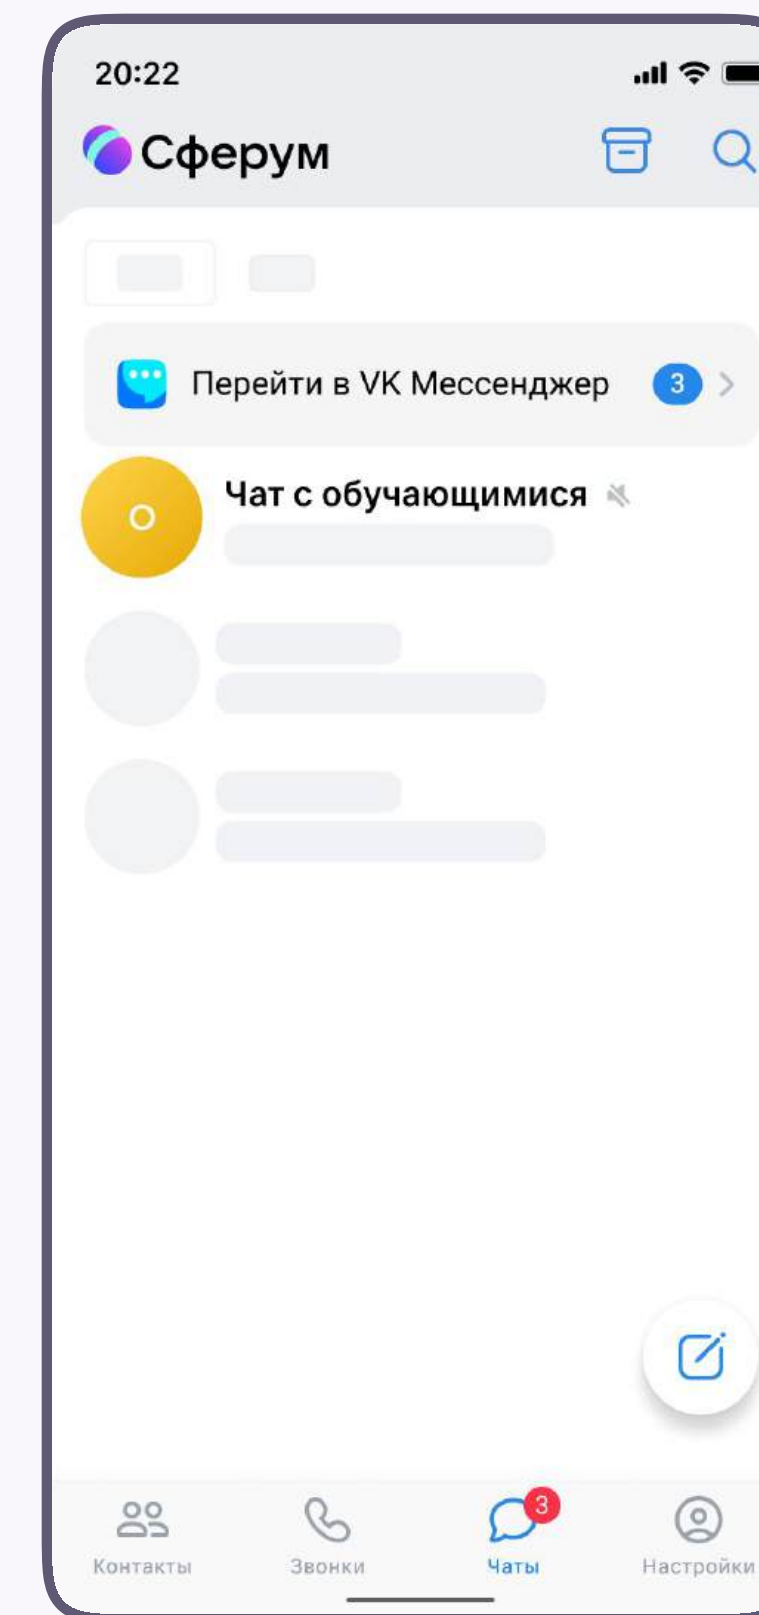 20:22
Сферум
Перейти в VK Мессенджер 3
Чат с обучающимися
О
3
Контакты Звонки Чаты Настройки